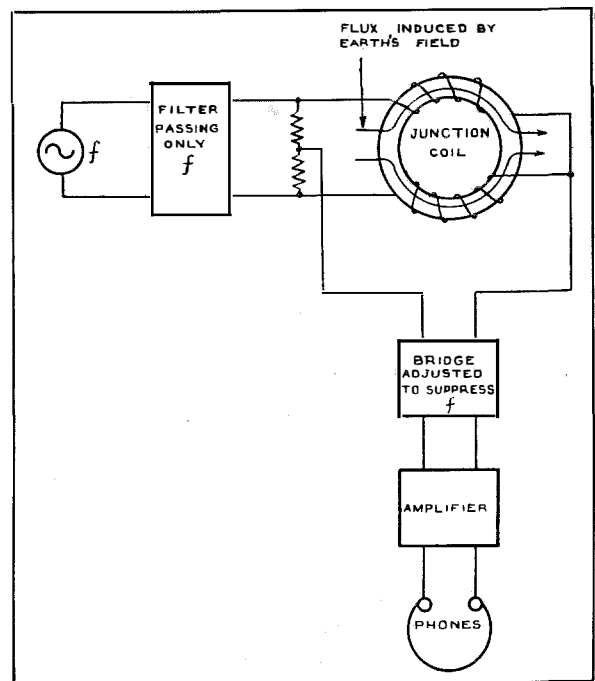 FLUX INDUCED BY
EARTH'S FIELD
FILTER
PASSING
ONLY
f
f
JUNCTION
COIL
BRIDGE
ADJUSTED
TO SUPPRESS
f
AMPLIFIER
PHONES